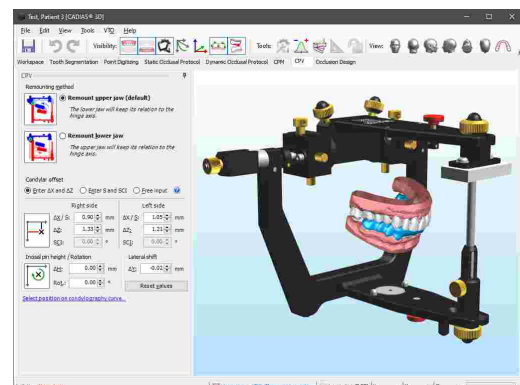 Test, Patient 3 [CADIAS® 3D]
File Edit View Tools VTO Help
Visibility: Tools: View:
Workspace Tooth Segmentation Point Digitizing Static Occlusal Protocol Dynamic Occlusal Protocol CPM CPV Occlusion Design
CPV
Remounting method
Remount upper jaw (default)
The lower jaw will keep its relation to the
hinge axis.
Remount lower jaw
The upper jaw will keep its relation to the
hinge axis.
Condylar offset
Enter ΔX and ΔZ Enter S and SCI Free input
Right side Left side
ΔX / S: 0.90 mm ΔX / S: 1.05 mm
ΔZ: 1.33 mm ΔZ: 1.21 mm
SCI: 0.00 ° SCI: 0.00 °
Incisal pin height / Rotation Lateral shift
ΔH: 0.00 mm ΔY: -0.03 mm
Rot.: 0.00 ° Reset values
Select position on condylography curve...